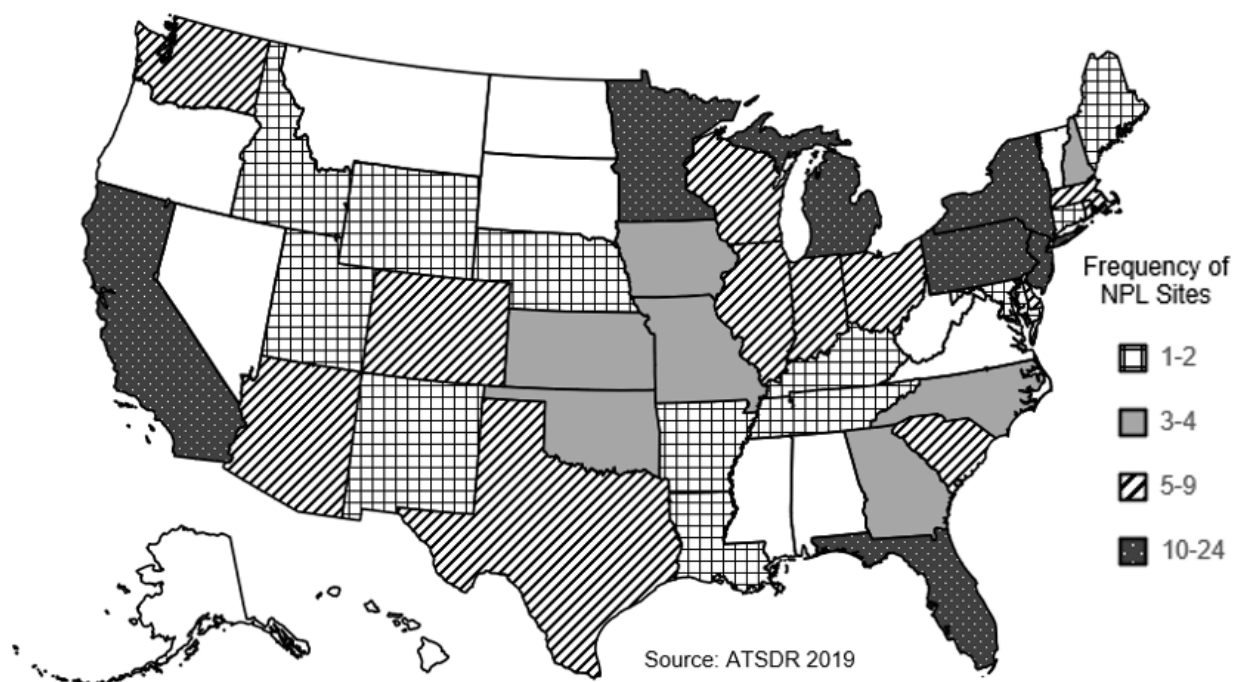 Frequency of
NPL Sites
1-2
3-4
5-9
10-24
Source: ATSDR 2019